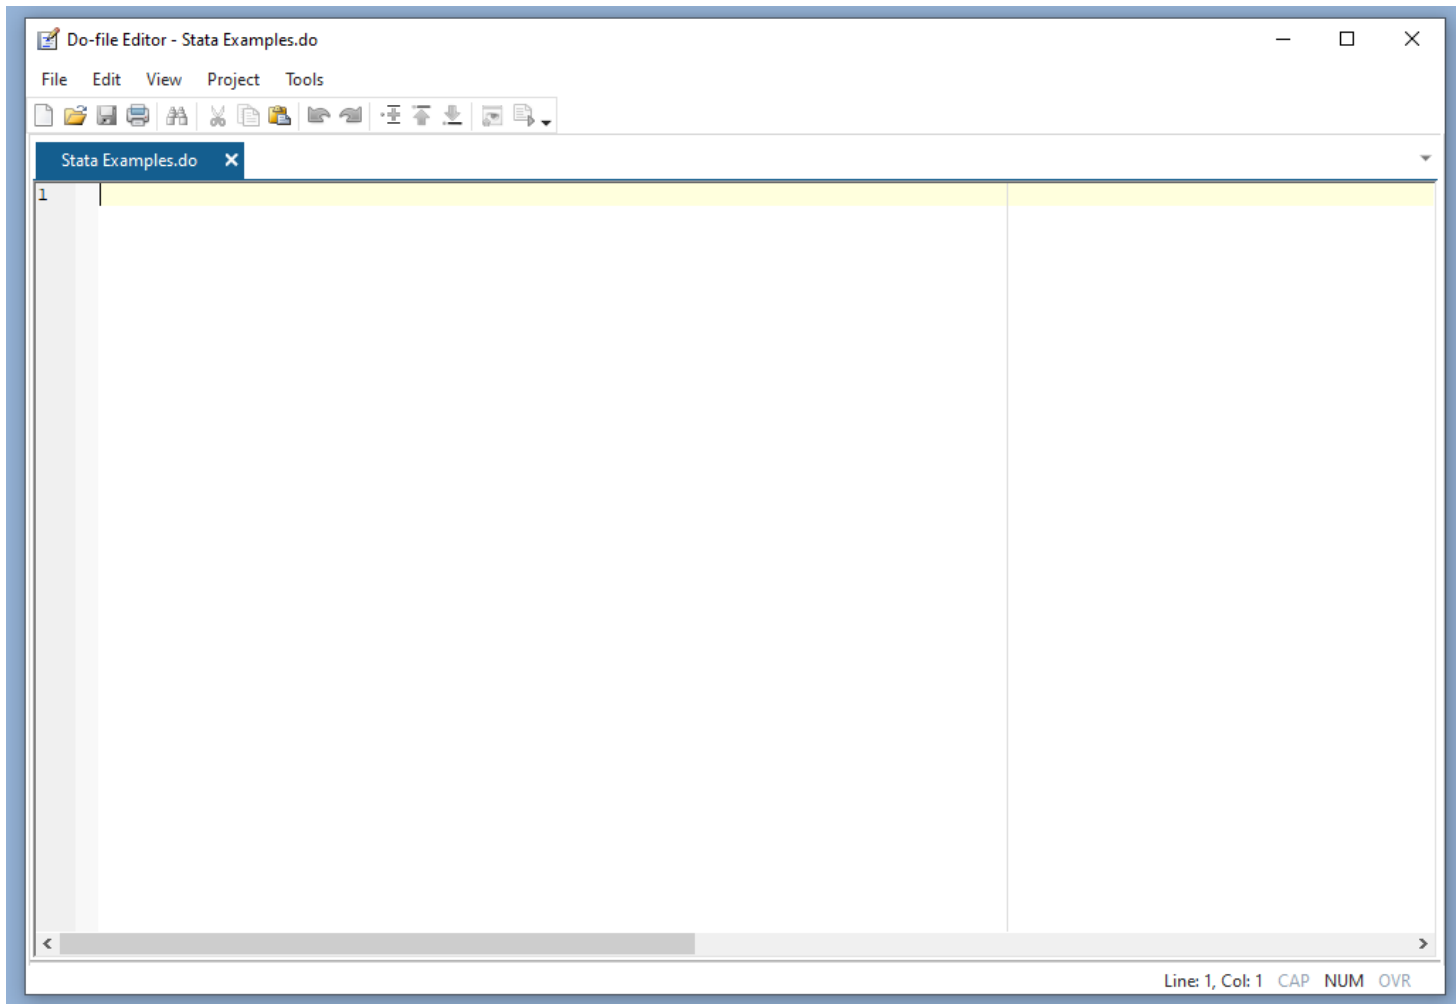 Do-file Editor - Stata Examples.do
File Edit View Project Tools
Stata Examples.do
1
Line: 1, Col: 1 CAP NUM OVR